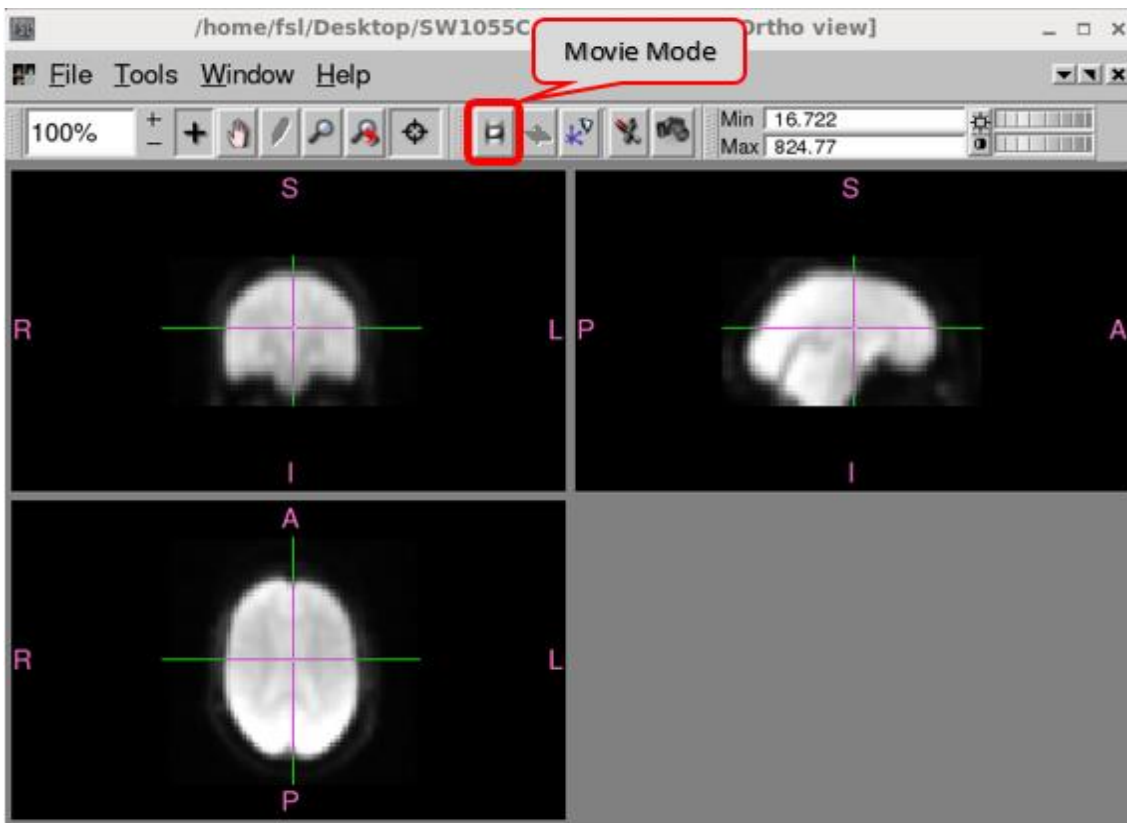 /home/fsl/Desktop/SW1055C
Ortho view]
Movie Mode
File Tools Window Help
100%
+
−
Min 16.722
Max 824.77
S
R
L
I
S
P
A
I
A
R
L
P